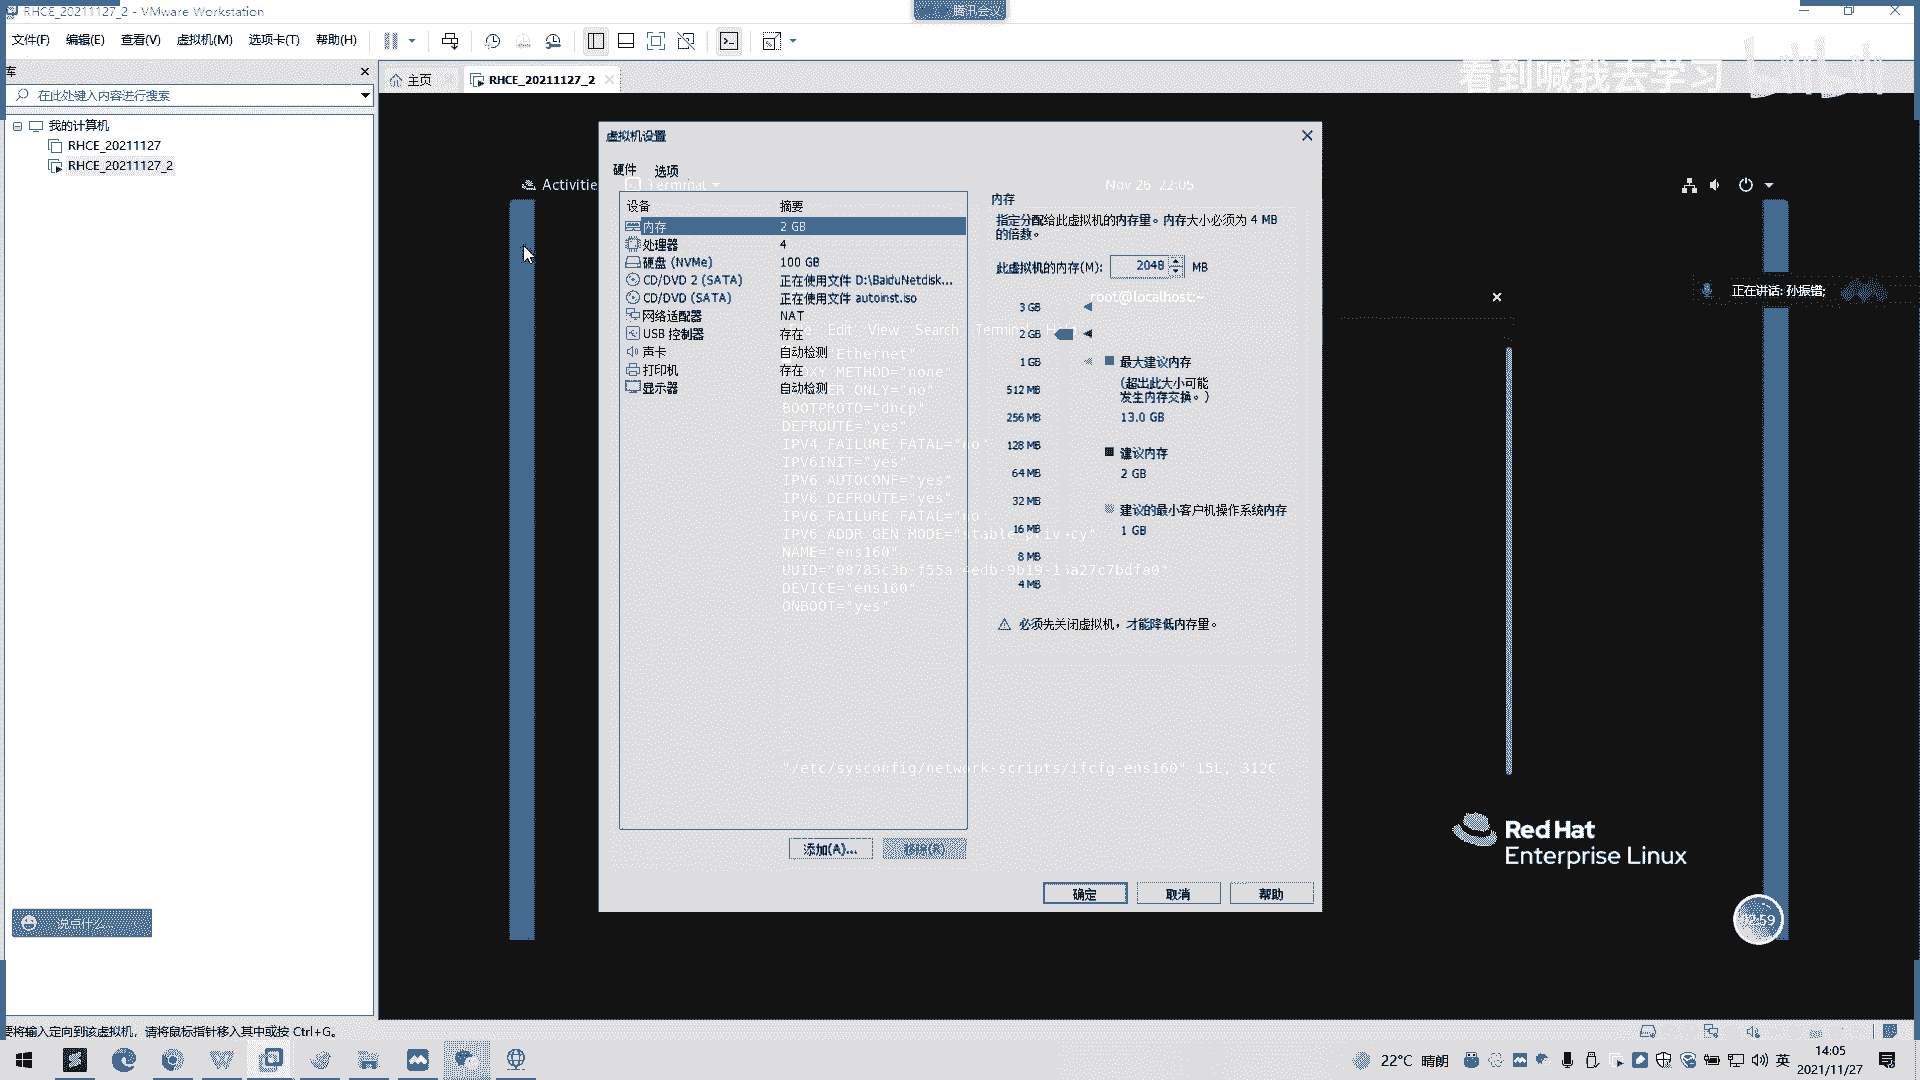 RHCE_20211127_2 - VMware Workstation
腾讯会议
文件(F) 编辑(E) 查看(V) 虚拟机(M) 选项卡(T) 帮助(H)
库
在此处键入内容进行搜索
我的计算机
RHCE_20211127
RHCE_20211127_2
主页
RHCE_20211127_2
看到喊我去学习
bilibili
Activities
Terminal
Nov 26 22:05
虚拟机设置
硬件 选项
设备 摘要
内存 2 GB
处理器 4
硬盘 (NVMe) 100 GB
CD/DVD 2 (SATA) 正在使用文件 D:\BaiduNetdisk...
CD/DVD (SATA) 正在使用文件 autoinst.iso
网络适配器 NAT
USB 控制器 存在
声卡 自动检测
打印机 存在
显示器 自动检测
内存
指定分配给此虚拟机的内存量。内存大小必须为 4 MB
的倍数。
此虚拟机的内存(M): 2048 MB
3 GB
2 GB
1 GB
512 MB
256 MB
128 MB
64 MB
32 MB
16 MB
8 MB
4 MB
最大建议内存
(超出此大小可能
发生内存交换。)
13.0 GB
建议内存
2 GB
建议的最小客户机操作系统内存
1 GB
必须先关闭虚拟机，才能降低内存量。
root@localhost:~
Edit View Search
Ethernet"
METHOD="none"
ONLY="no"
BOOTPROTO="dhcp"
DEFROUTE="yes"
IPV4_FAILURE_FATAL="no"
IPV6INIT="yes"
IPV6_AUTOCONF="yes"
IPV6_DEFROUTE="yes"
IPV6_FAILURE_FATAL="no"
IPV6_ADDR_GEN_MODE="stable-privacy"
NAME="ens160"
DEVICE="ens160"
ONBOOT="yes"
"/etc/sysconfig/network-scripts/ifcfg-ens160" 15L, 312C
添加(A)... 移除(R)
确定 取消 帮助
正在讲话: 孙振锴;
Red Hat
Enterprise Linux
说点什么...
要将输入定向到该虚拟机，请将鼠标指针移入其中或按 Ctrl+G。
22°C 晴朗
英
14:05
2021/11/27